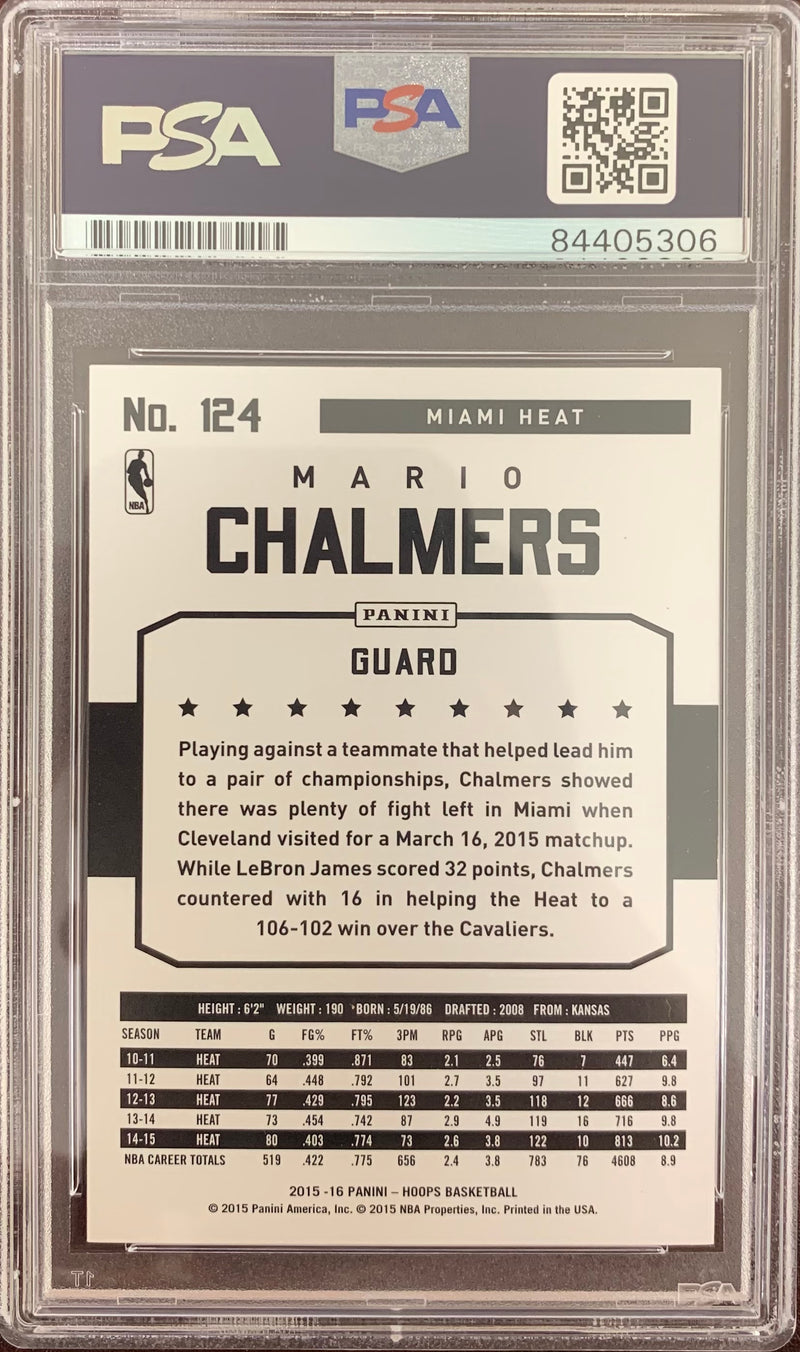 PSA
PSA
84405306
No. 124
MIAMI HEAT
NBA
MARIO
CHALMERS
PANINI
GUARD
Playing against a teammate that helped lead him
to a pair of championships, Chalmers showed
there was plenty of fight left in Miami when
Cleveland visited for a March 16, 2015 matchup.
While LeBron James scored 32 points, Chalmers
countered with 16 in helping the Heat to a
106-102 win over the Cavaliers.
HEIGHT : 6'2" WEIGHT : 190 BORN : 5/19/86 DRAFTED : 2008 FROM : KANSAS
SEASON TEAM G FG% FT% 3PM RPG APG STL BLK PTS PPG
10-11 HEAT 70 .399 .871 83 2.1 2.5 76 7 447 6.4
11-12 HEAT 64 .448 .792 101 2.7 3.5 97 11 627 9.8
12-13 HEAT 77 .429 .795 123 2.2 3.5 118 12 666 8.6
13-14 HEAT 73 .454 .742 87 2.9 4.9 119 16 716 9.8
14-15 HEAT 80 .403 .774 73 2.6 3.8 122 10 813 10.2
NBA CAREER TOTALS 519 .422 .775 656 2.4 3.8 783 76 4608 8.9
2015 -16 PANINI – HOOPS BASKETBALL
© 2015 Panini America, Inc. © 2015 NBA Properties, Inc. Printed in the USA.
PSA